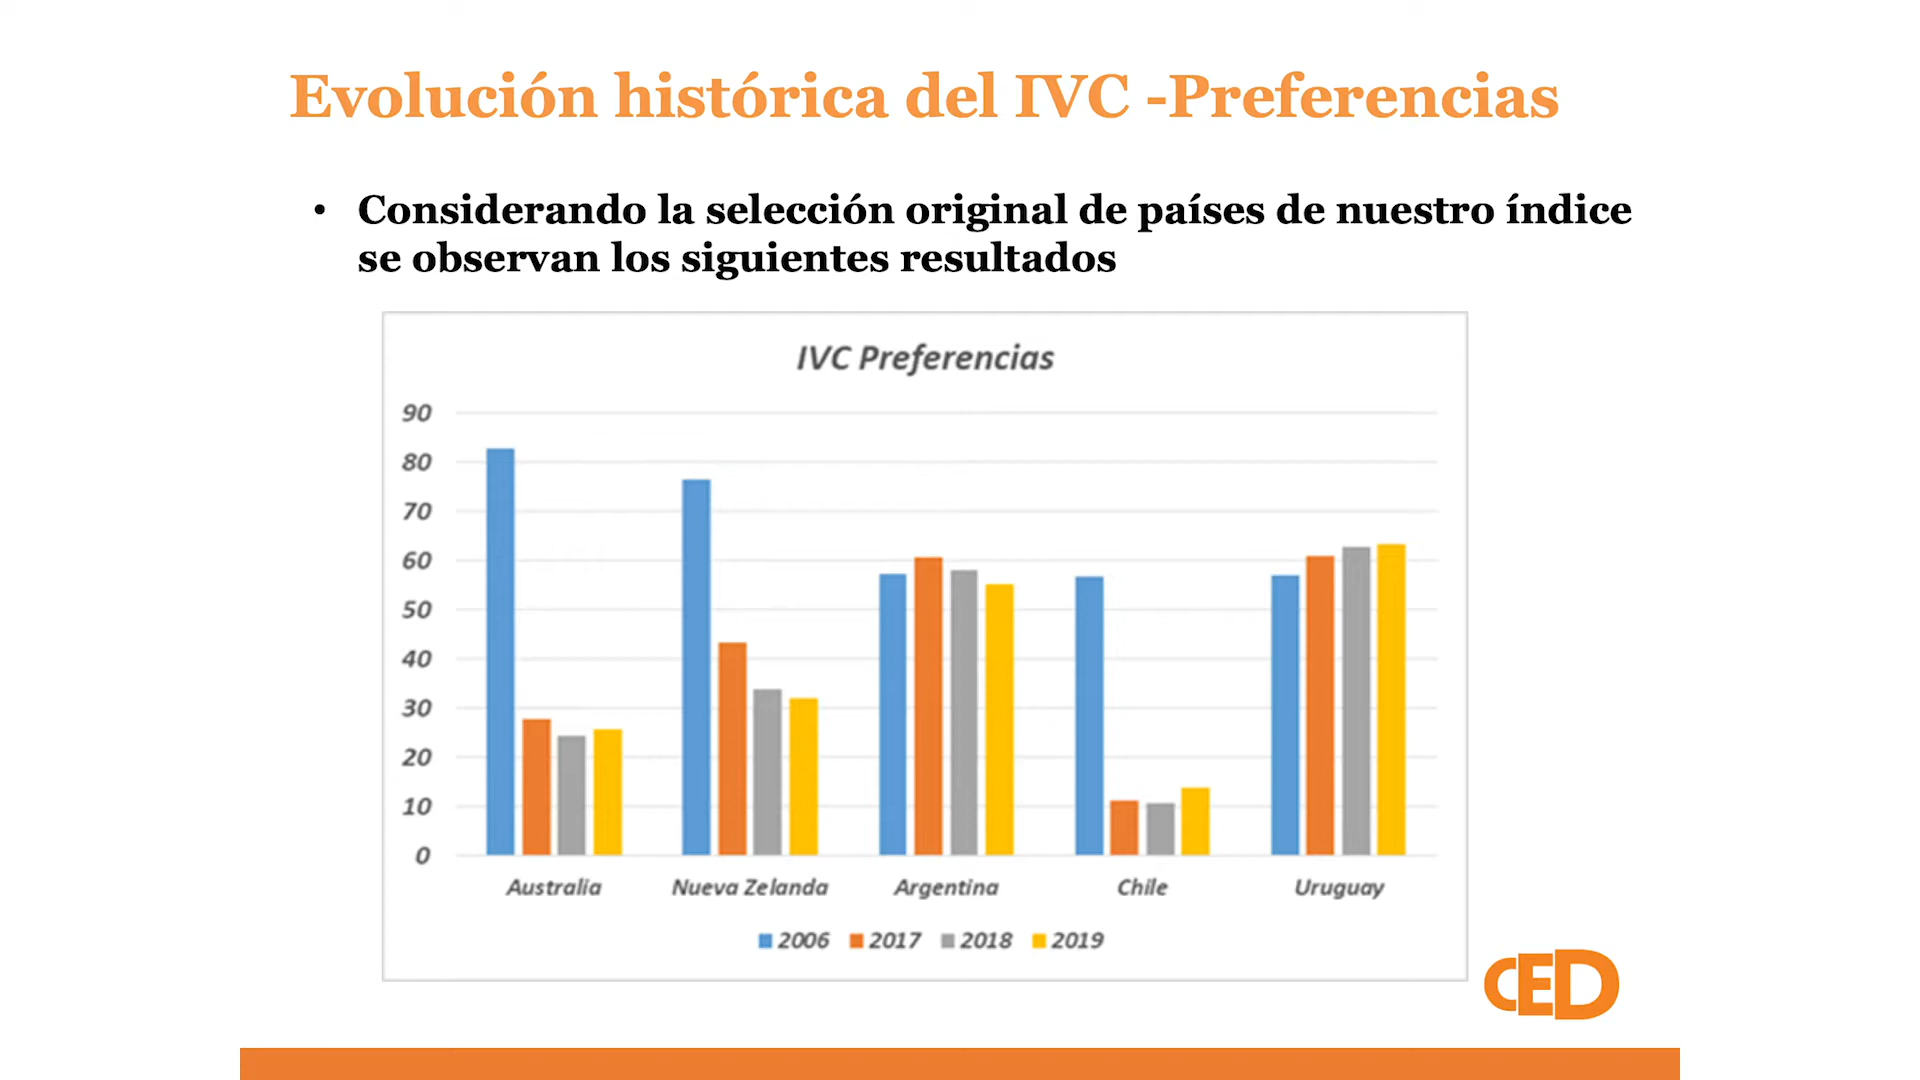 Evolución histórica del IVC -Preferencias
• Considerando la selección original de países de nuestro índice
se observan los siguientes resultados
IVC Preferencias
90
80
70
60
50
40
30
20
10
0
Australia Nueva Zelanda Argentina Chile Uruguay
2006 2017 2018 2019
CED